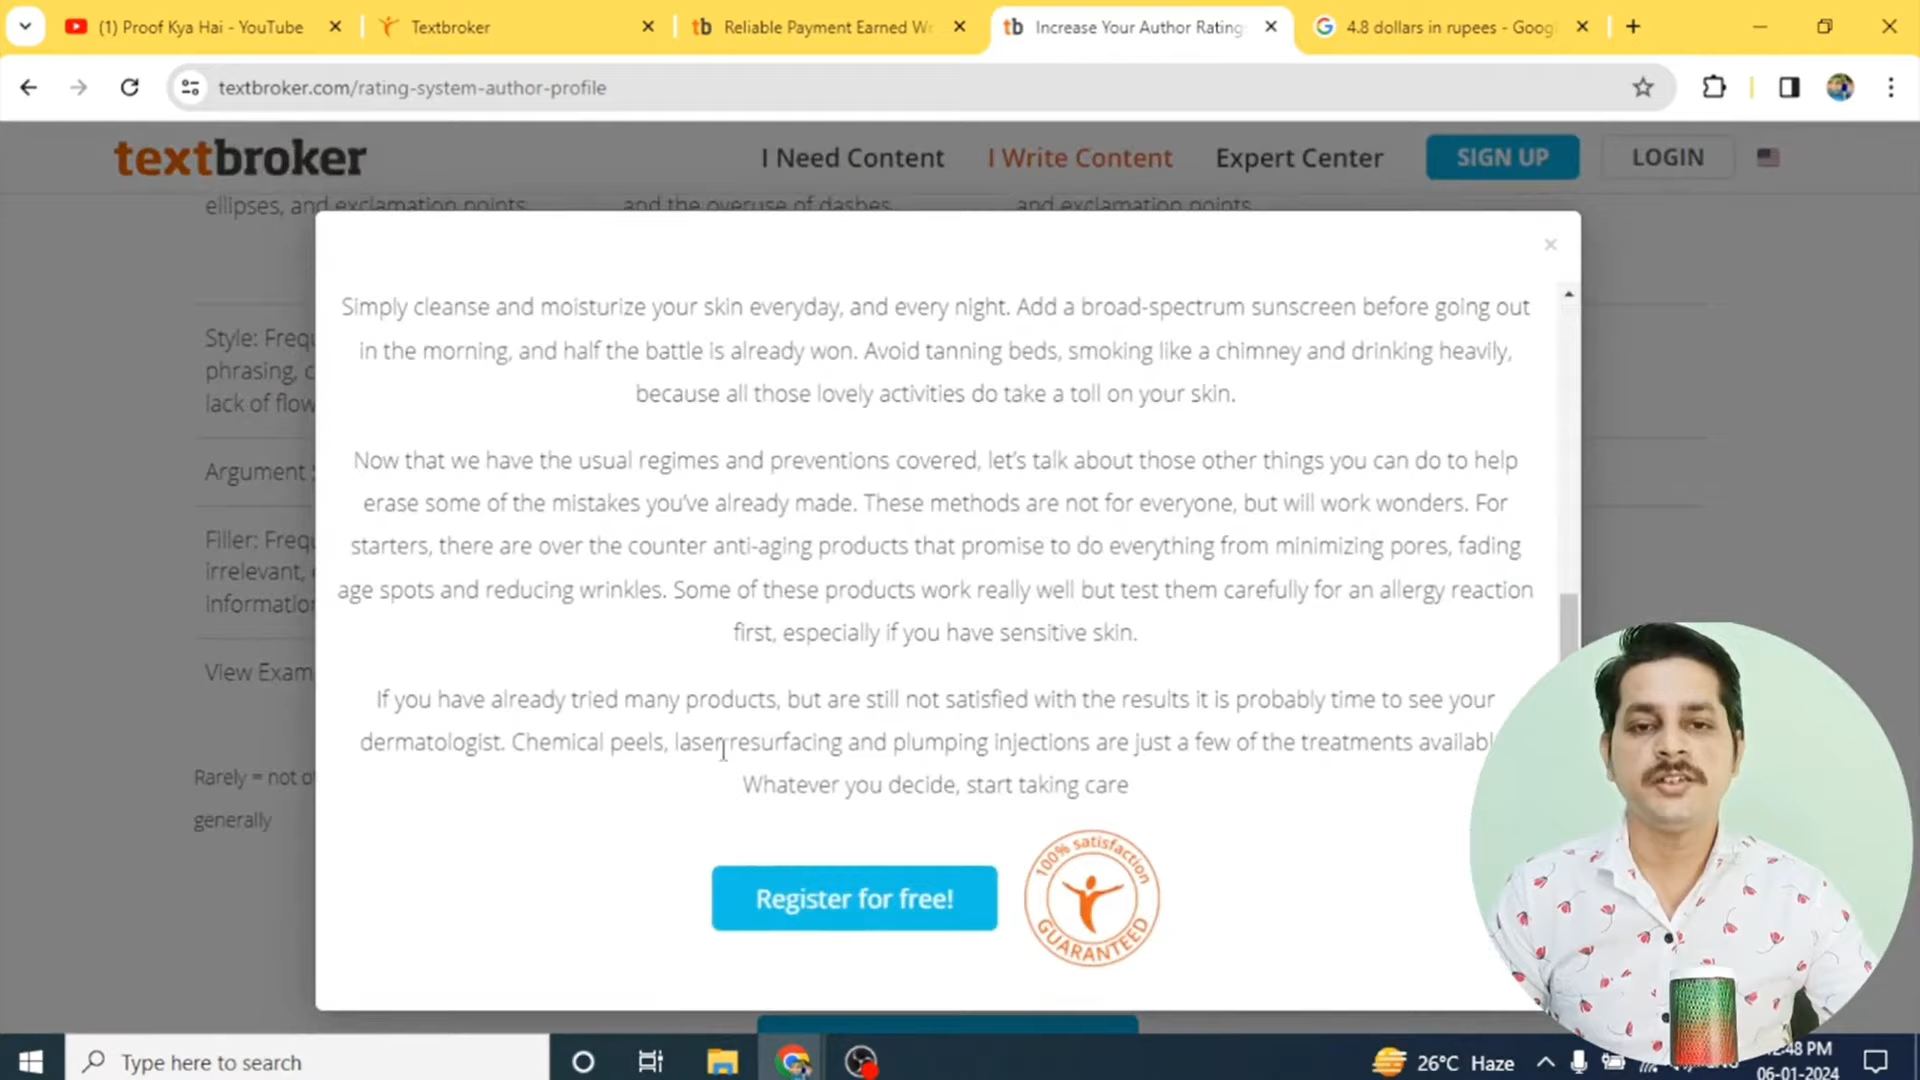 (1) Proof Kya Hai - YouTube
Textbroker
Reliable Payment Earned W
Increase Your Author Rating
4.8 dollars in rupees - Goog
textbroker.com/rating-system-author-profile
textbroker
I Need Content
I Write Content
Expert Center
SIGN UP
LOGIN
ellipses, and exclamation points
and the overuse of dashes,
and exclamation points
Simply cleanse and moisturize your skin everyday, and every night. Add a broad-spectrum sunscreen before going out
in the morning, and half the battle is already won. Avoid tanning beds, smoking like a chimney and drinking heavily,
because all those lovely activities do take a toll on your skin.
Style: Frequ
phrasing, c
lack of flow
Argument
Now that we have the usual regimes and preventions covered, let's talk about those other things you can do to help
erase some of the mistakes you've already made. These methods are not for everyone, but will work wonders. For
starters, there are over the counter anti-aging products that promise to do everything from minimizing pores, fading
age spots and reducing wrinkles. Some of these products work really well but test them carefully for an allergy reaction
first, especially if you have sensitive skin.
Filler: Frequ
irrelevant,
information
View Exam
If you have already tried many products, but are still not satisfied with the results it is probably time to see your
dermatologist. Chemical peels, laser resurfacing and plumping injections are just a few of the treatments availabl
Whatever you decide, start taking care
Rarely = not o
generally
Register for free!
100% satisfaction
GUARANTEED
Type here to search
26°C Haze
2:48 PM
06-01-2024